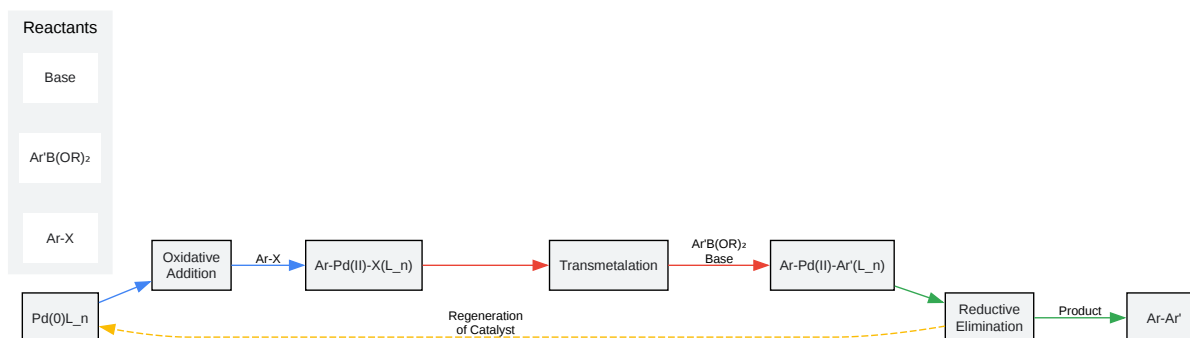 Reactants
Base
Ar'B(OR)₂
Ar-X
Pd(0)L_n
Oxidative
Addition
Ar-X
Ar-Pd(II)-X(L_n)
Transmetalation
Ar'B(OR)₂
Base
Ar-Pd(II)-Ar'(L_n)
Reductive
Elimination
Product
Ar-Ar'
Regeneration
of Catalyst